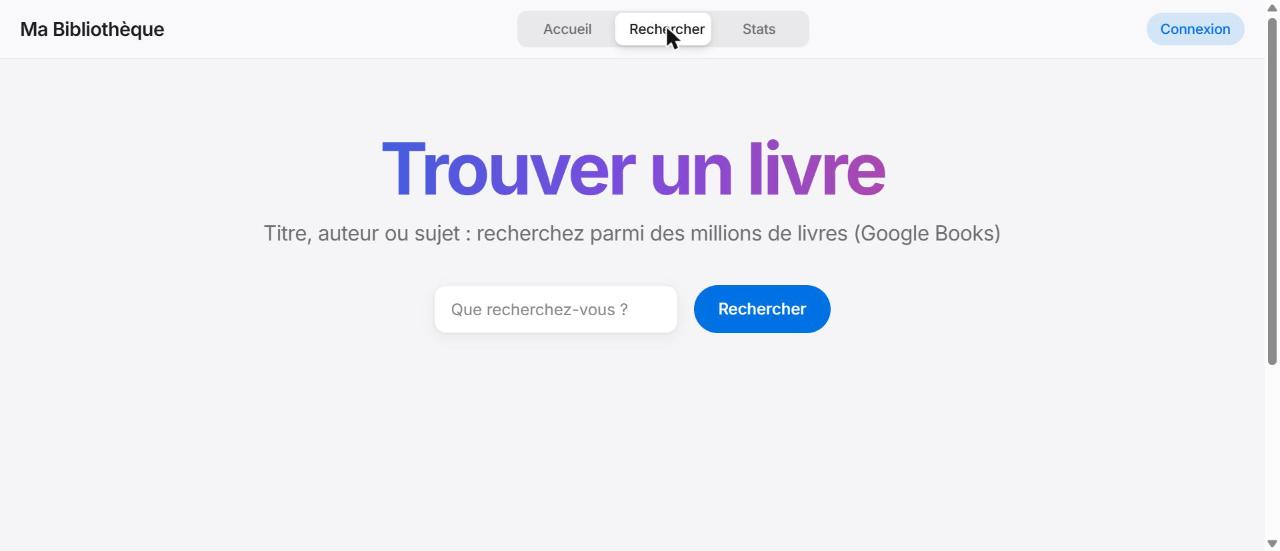 Ma Bibliothèque
Accueil
Rechercher
Stats
Connexion
Trouver un livre
Titre, auteur ou sujet : recherchez parmi des millions de livres (Google Books)
Que recherchez-vous ?
Rechercher